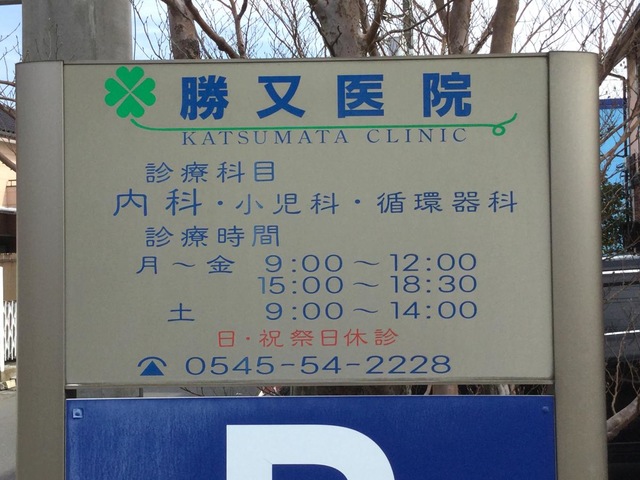 勝又医院
KATSUMATA CLINIC
診療科目
内科・小児科・循環器科
診療時間
月～金 9:00～12:00
15:00～18:30
土 9:00～14:00
日・祝祭日休診
☎ 0545-54-2228
P